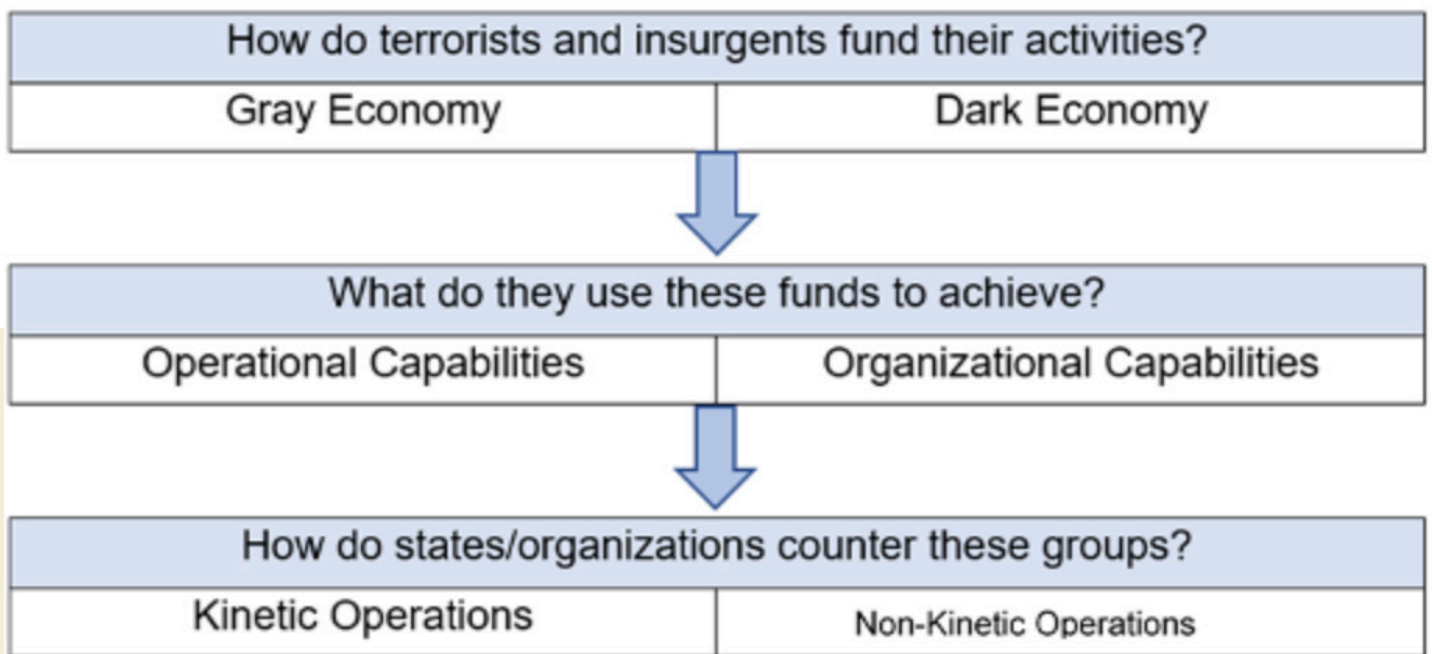 How do terrorists and insurgents fund their activities?
Gray Economy
Dark Economy
What do they use these funds to achieve?
Operational Capabilities
Organizational Capabilities
How do states/organizations counter these groups?
Kinetic Operations
Non-Kinetic Operations